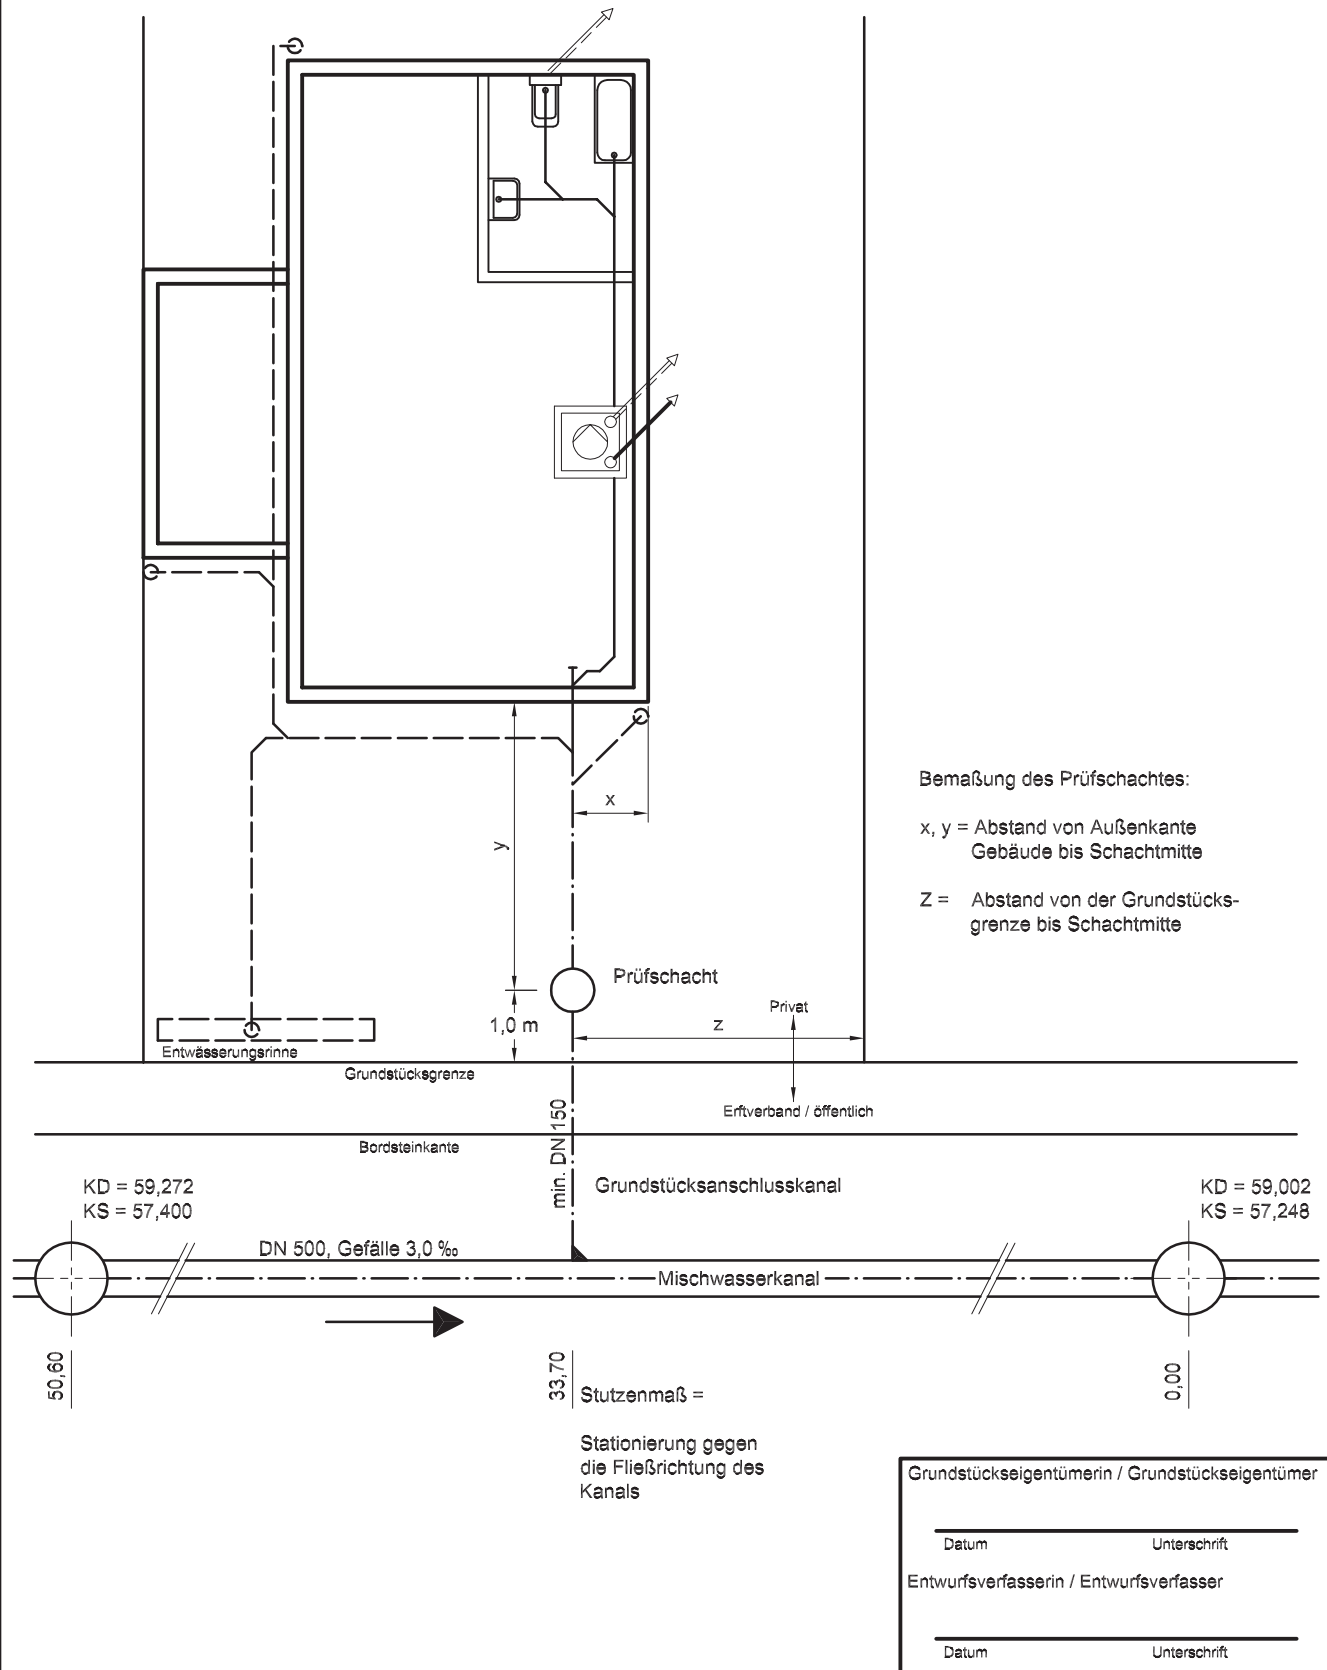 Bemaßung des Prüfschachtes:
x, y = Abstand von Außenkante
Gebäude bis Schachtmitte
Z = Abstand von der Grundstücks-
grenze bis Schachtmitte
x
y
Prüfschacht
1,0 m
z
Privat
Entwässerungsrinne
Grundstücksgrenze
Erftverband / öffentlich
Bordsteinkante
min. DN 150
Grundstücksanschlusskanal
KD = 59,272
KS = 57,400
KD = 59,002
KS = 57,248
DN 500, Gefälle 3,0 ‰
Mischwasserkanal
50,60
33,70
0,00
Stutzenmaß =
Stationierung gegen
die Fließrichtung des
Kanals
Grundstückseigentümerin / Grundstückseigentümer
Datum Unterschrift
Entwurfsverfasserin / Entwurfsverfasser
Datum Unterschrift